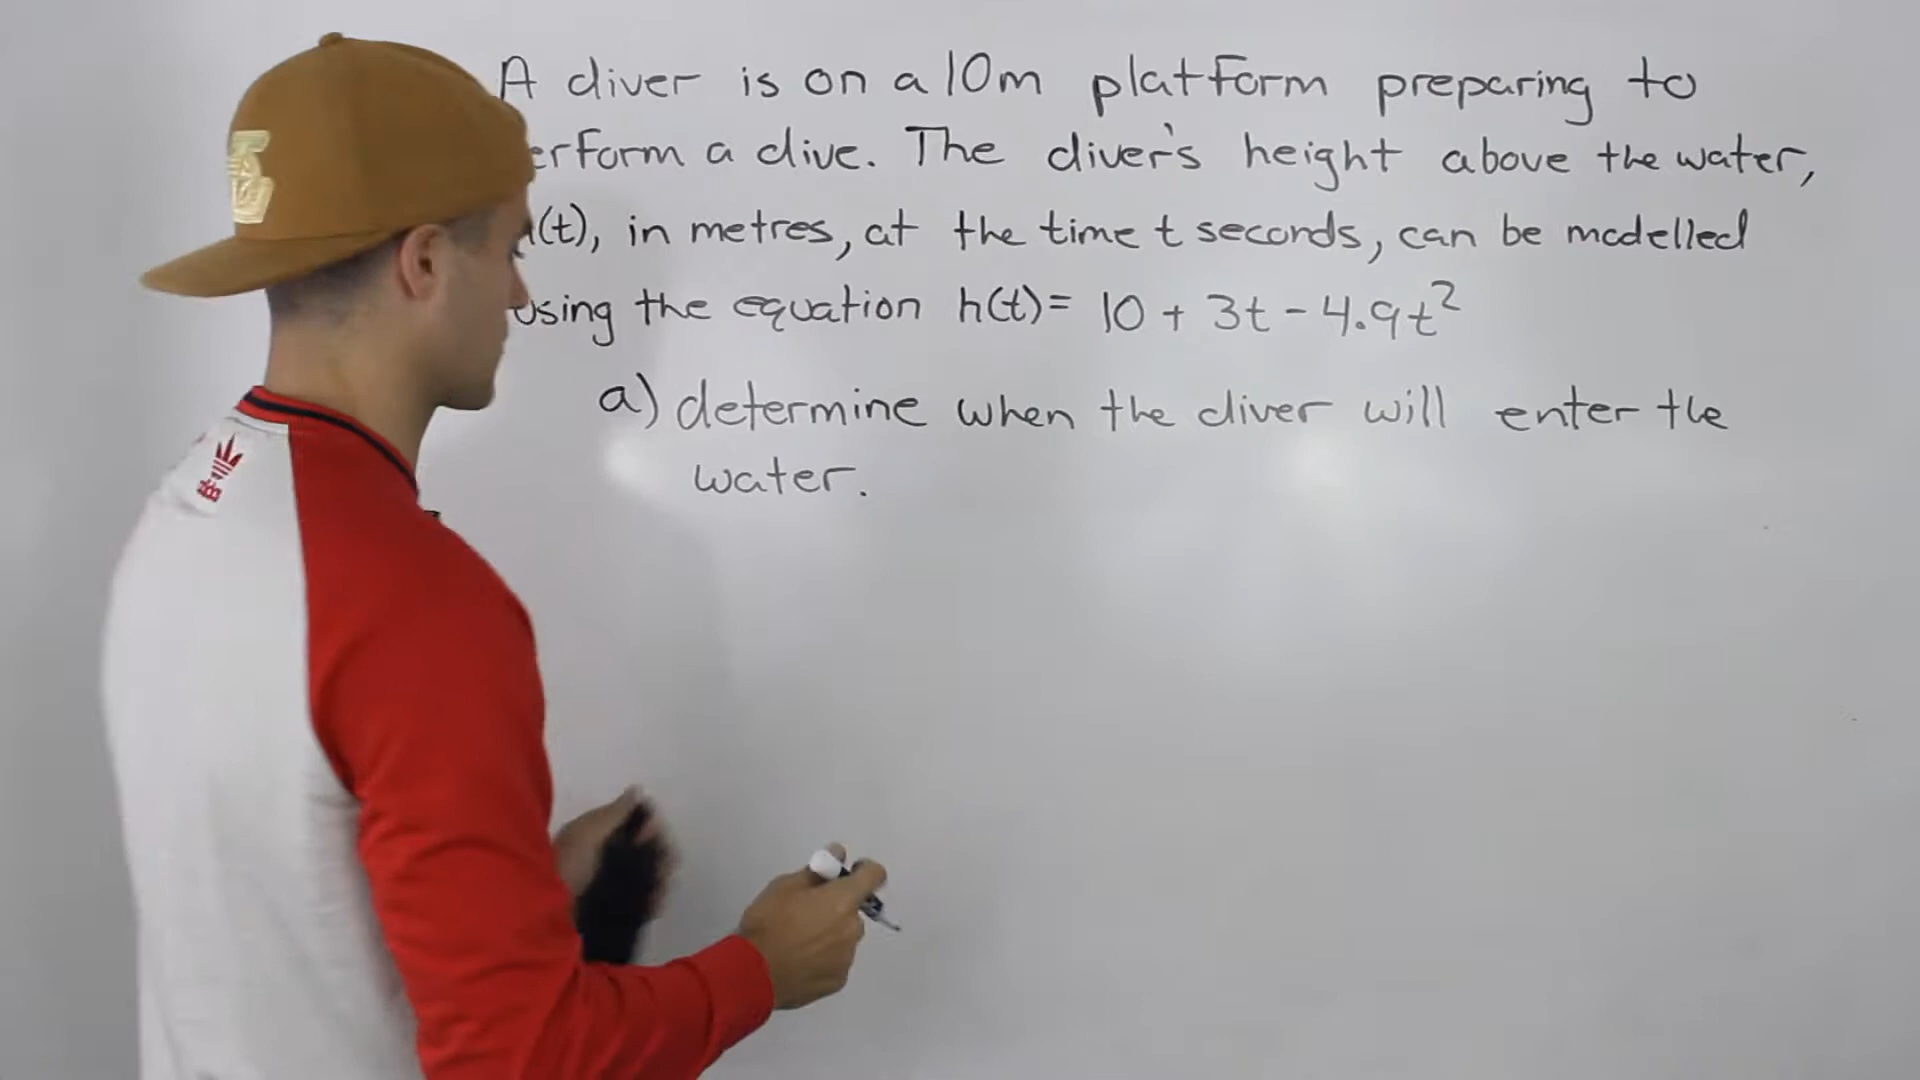 A diver is on a 10m platform preparing to
erform a dive. The diver's height above the water,
(t), in metres, at the time t seconds, can be modelled
using the equation h(t) = 10 + 3t - 4.9t²
a) determine when the diver will enter the
water.